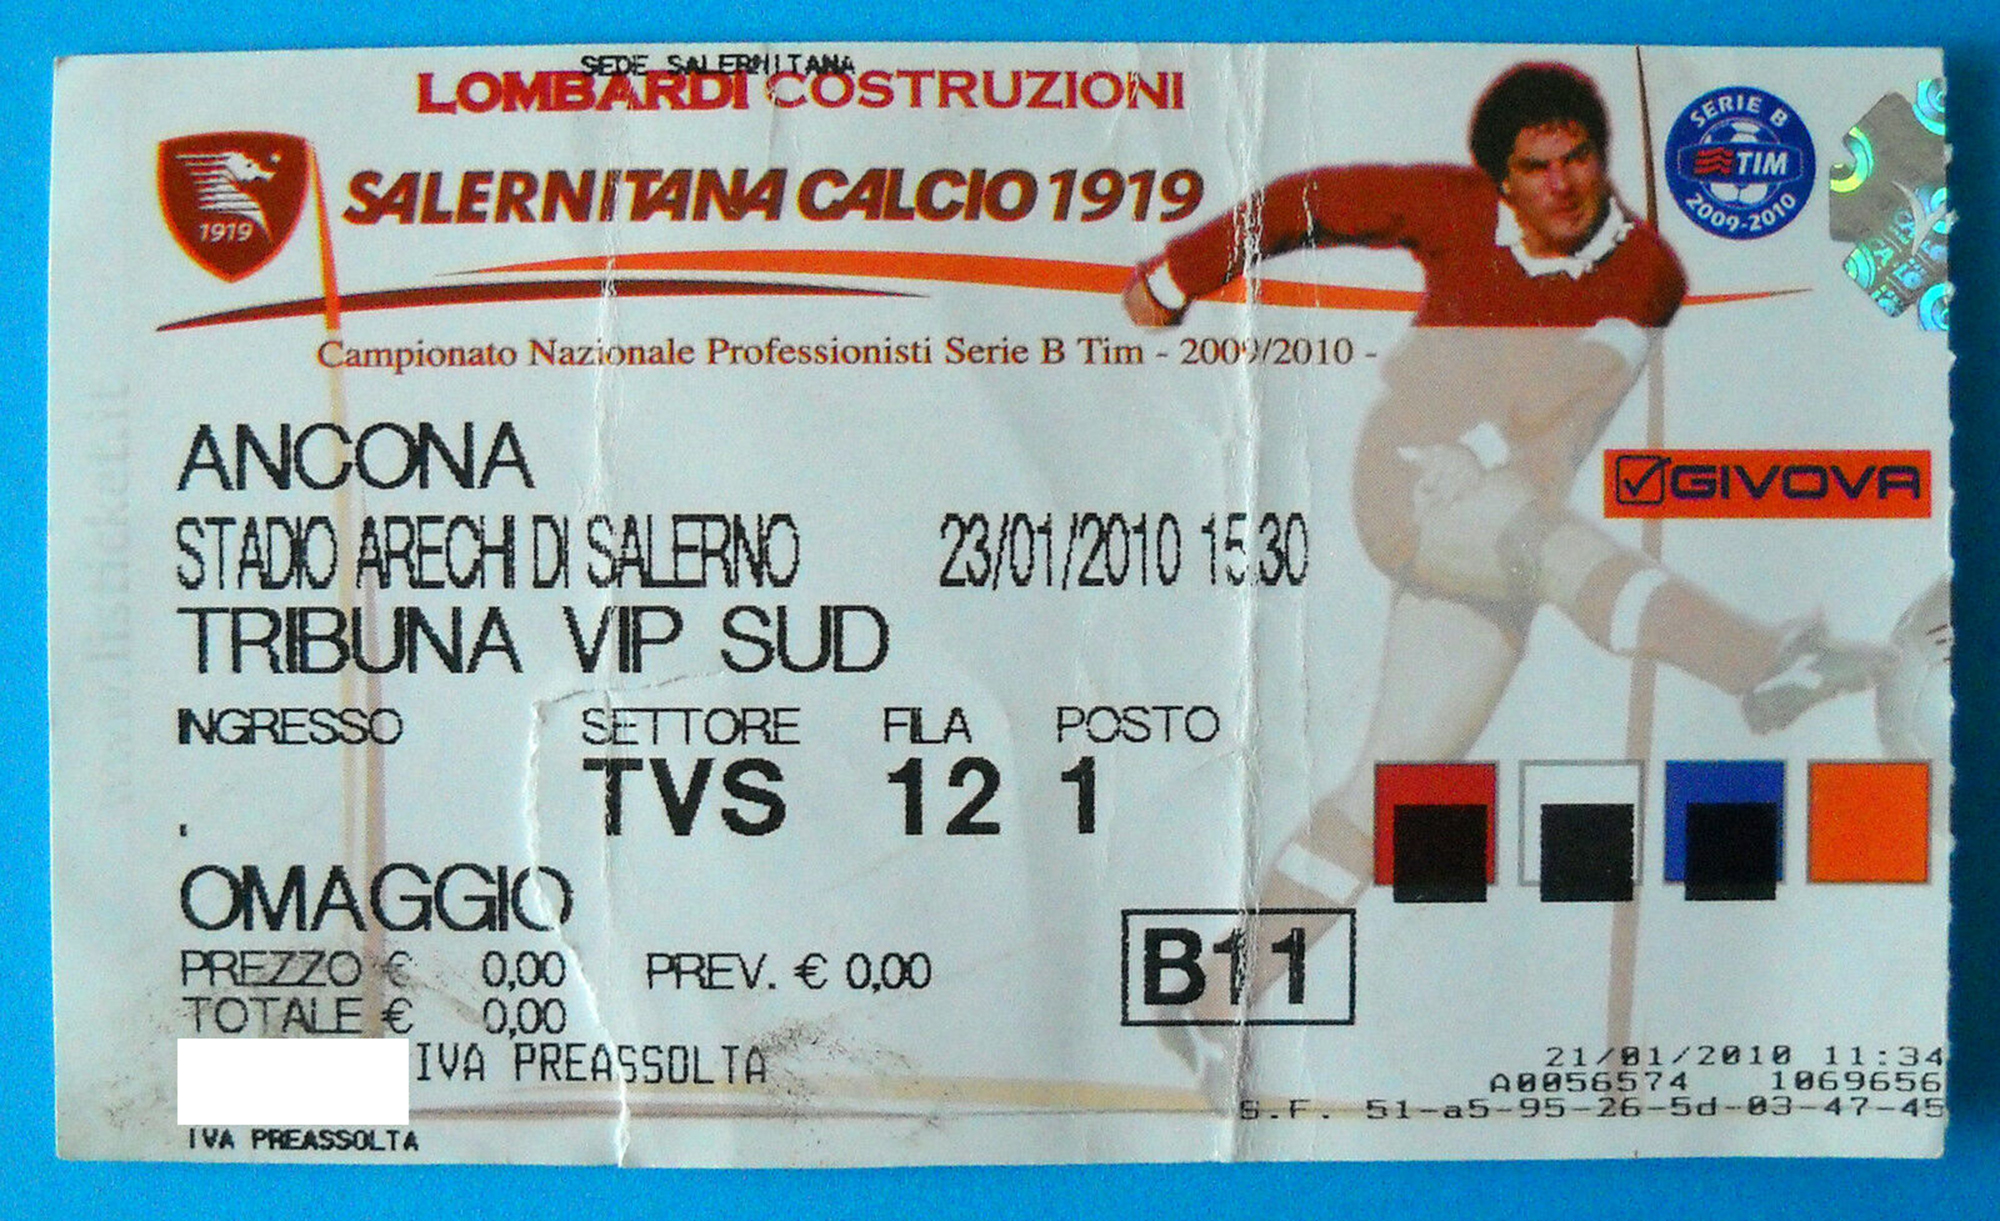 SEDE SALERNITANA
LOMBARDI COSTRUZIONI
SERIE B
TIM
2009-2010
1919
SALERNITANA CALCIO 1919
Campionato Nazionale Professionisti Serie B Tim - 2009/2010 -
www.listicket.it
ANCONA
GIVOVA
STADIO ARECHI DI SALERNO 23/01/2010 15.30
TRIBUNA VIP SUD
INGRESSO SETTORE FILA POSTO
. TVS 12 1
OMAGGIO
B11
PREZZO € 0,00 PREV. € 0,00
TOTALE € 0,00
IVA PREASSOLTA
21/01/2010 11:34
A0056574 1069656
S.F. 51-a5-95-26-5d-03-47-45
IVA PREASSOLTA